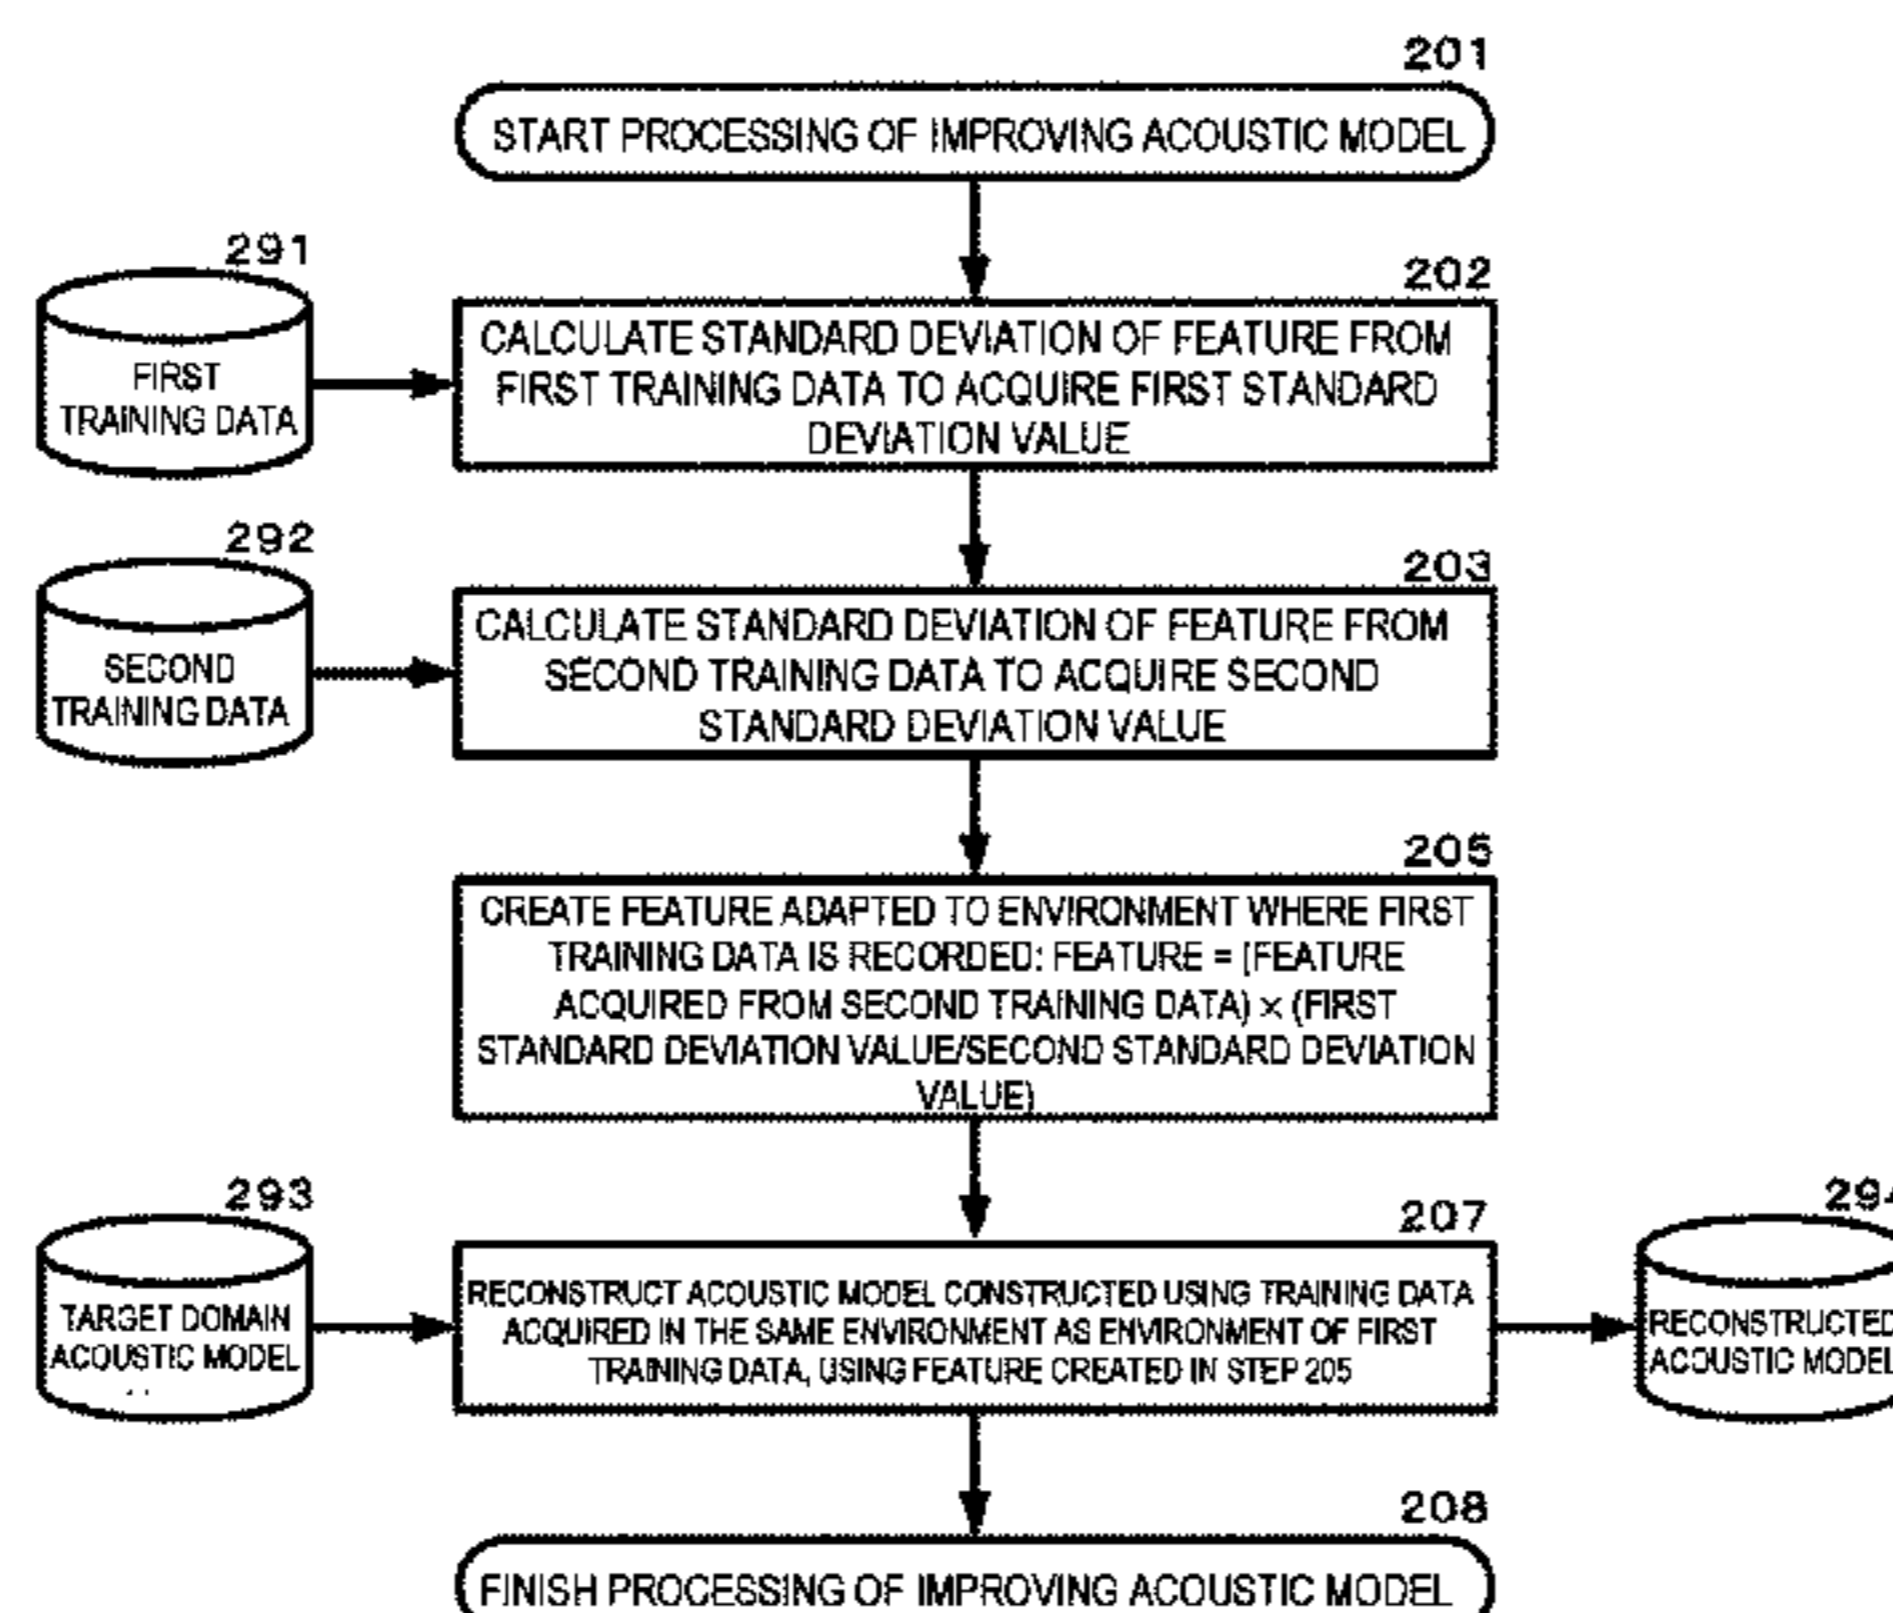 201
START PROCESSING OF IMPROVING ACOUSTIC MODEL
291
FIRST
TRAINING DATA
202
CALCULATE STANDARD DEVIATION OF FEATURE FROM
FIRST TRAINING DATA TO ACQUIRE FIRST STANDARD
DEVIATION VALUE
292
SECOND
TRAINING DATA
203
CALCULATE STANDARD DEVIATION OF FEATURE FROM
SECOND TRAINING DATA TO ACQUIRE SECOND
STANDARD DEVIATION VALUE
205
CREATE FEATURE ADAPTED TO ENVIRONMENT WHERE FIRST
TRAINING DATA IS RECORDED: FEATURE = (FEATURE
ACQUIRED FROM SECOND TRAINING DATA) × (FIRST
STANDARD DEVIATION VALUE/SECOND STANDARD DEVIATION
VALUE)
293
TARGET DOMAIN
ACOUSTIC MODEL
207
RECONSTRUCT ACOUSTIC MODEL CONSTRUCTED USING TRAINING DATA
ACQUIRED IN THE SAME ENVIRONMENT AS ENVIRONMENT OF FIRST
TRAINING DATA, USING FEATURE CREATED IN STEP 205
294
RECONSTRUCTED
ACOUSTIC MODEL
208
FINISH PROCESSING OF IMPROVING ACOUSTIC MODEL